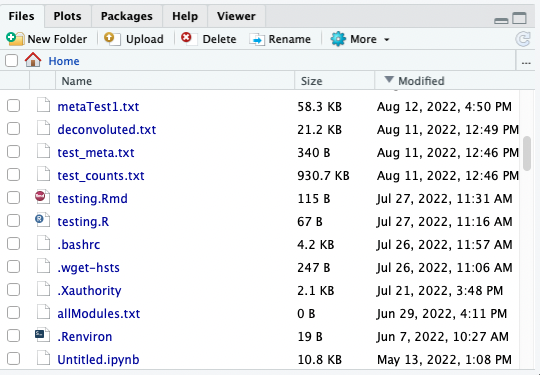 Files Plots Packages Help Viewer
New Folder Upload Delete Rename More
Home ...
Name Size Modified
metaTest1.txt 58.3 KB Aug 12, 2022, 4:50 PM
deconvoluted.txt 21.2 KB Aug 11, 2022, 12:49 PM
test_meta.txt 340 B Aug 11, 2022, 12:46 PM
test_counts.txt 930.7 KB Aug 11, 2022, 12:46 PM
testing.Rmd 115 B Jul 27, 2022, 11:31 AM
testing.R 67 B Jul 27, 2022, 11:16 AM
.bashrc 4.2 KB Jul 26, 2022, 11:57 AM
.wget-hsts 247 B Jul 26, 2022, 11:06 AM
.Xauthority 2.1 KB Jul 21, 2022, 3:48 PM
allModules.txt 0 B Jun 29, 2022, 4:11 PM
.Renviron 19 B Jun 7, 2022, 10:27 AM
Untitled.ipynb 10.8 KB May 13, 2022, 1:08 PM